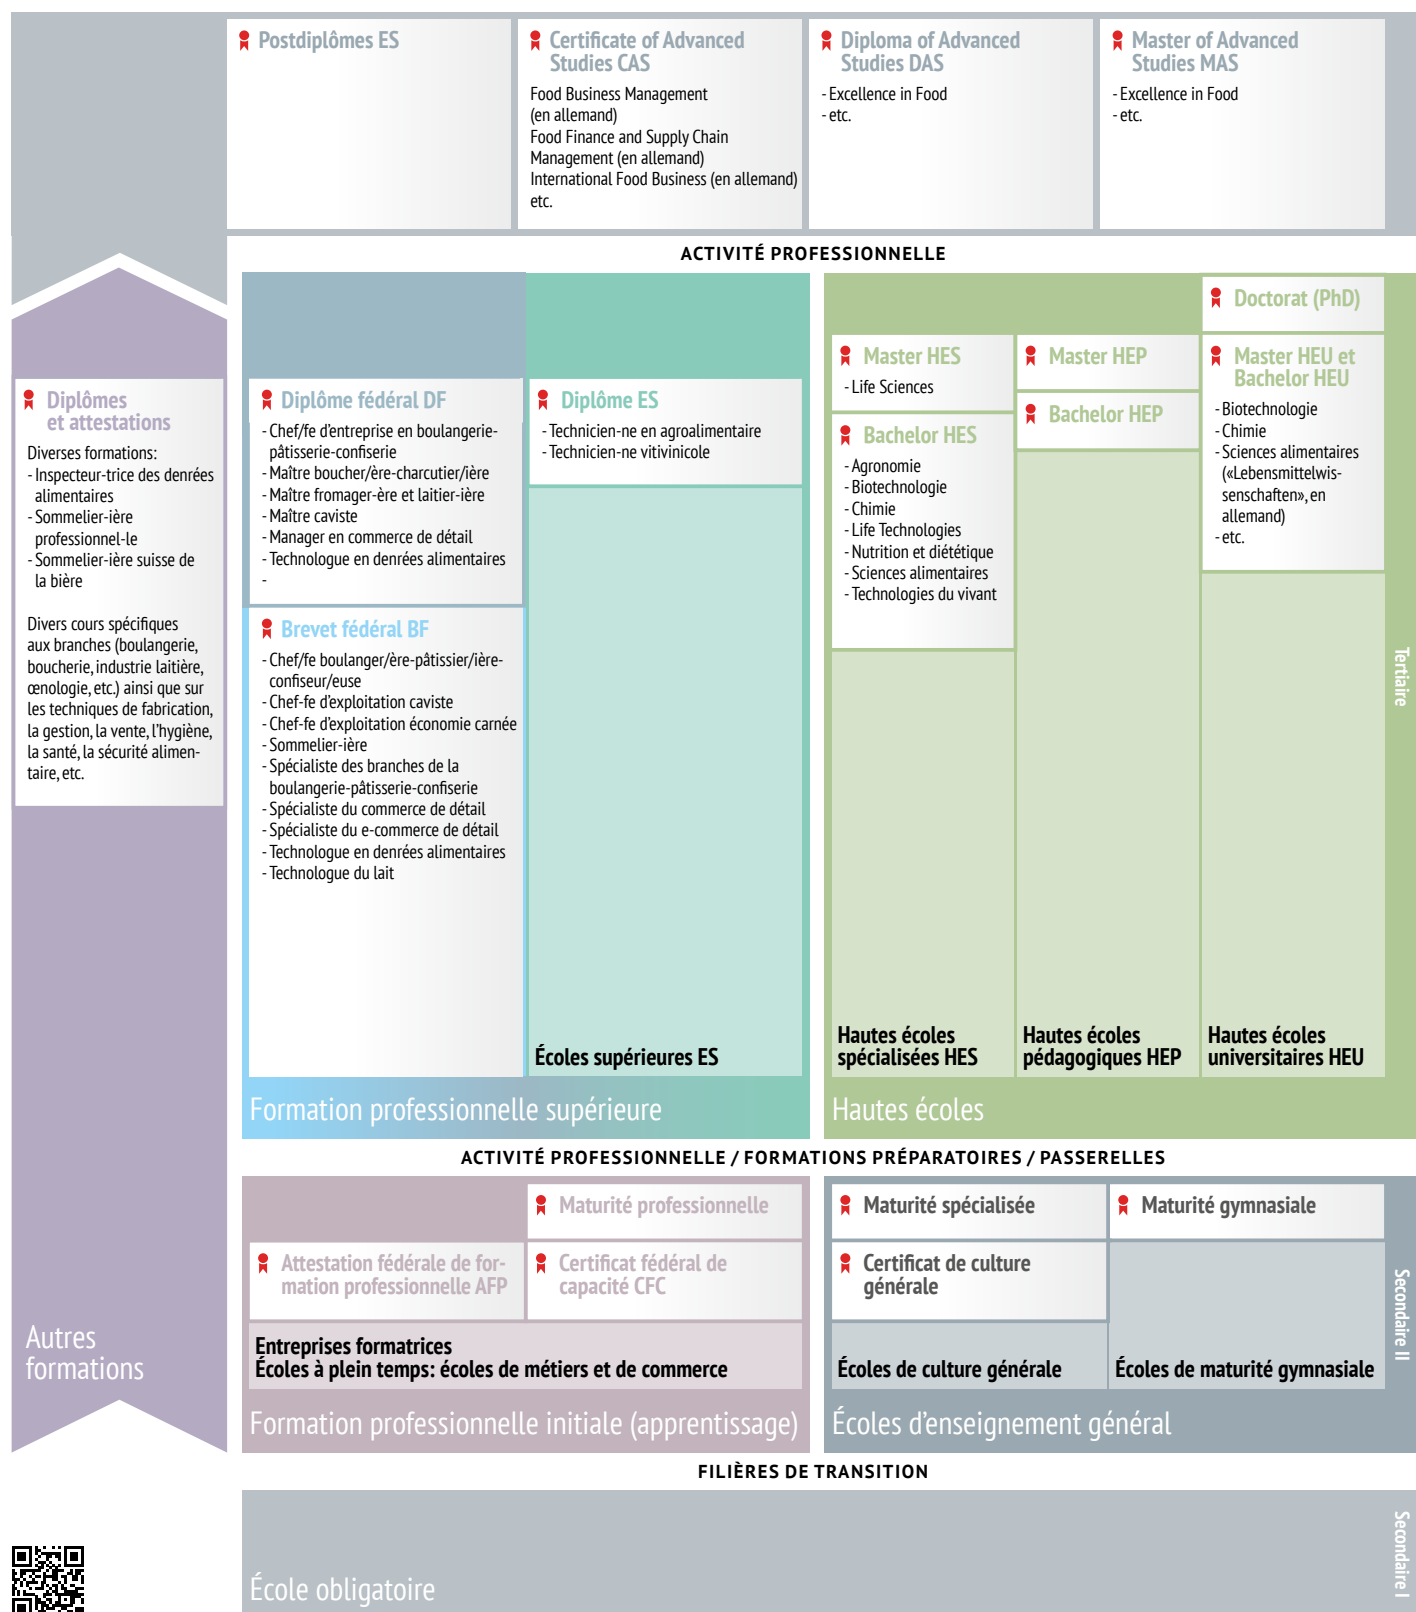 Postdiplômes ES
Certificate of Advanced
Studies CAS
Food Business Management
(en allemand)
Food Finance and Supply Chain
Management (en allemand)
International Food Business (en allemand)
etc.
Diploma of Advanced
Studies DAS
- Excellence in Food
- etc.
Master of Advanced
Studies MAS
- Excellence in Food
- etc.
ACTIVITÉ PROFESSIONNELLE
Diplômes
et attestations
Diverses formations:
- Inspecteur-trice des denrées
alimentaires
- Sommelier-ière
professionnel-le
- Sommelier-ière suisse de
la bière
Divers cours spécifiques
aux branches (boulangerie,
boucherie, industrie laitière,
œnologie, etc.) ainsi que sur
les techniques de fabrication,
la gestion, la vente, l'hygiène,
la santé, la sécurité alimen-
taire, etc.
Autres
formations
Diplôme fédéral DF
- Chef/fe d'entreprise en boulangerie-
pâtisserie-confiserie
- Maître boucher/ère-charcutier/ière
- Maître fromager-ère et laitier-ière
- Maître caviste
- Manager en commerce de détail
- Technologue en denrées alimentaires
-
Brevet fédéral BF
- Chef/fe boulanger/ère-pâtissier/ière-
confiseur/euse
- Chef-fe d'exploitation caviste
- Chef-fe d'exploitation économie carnée
- Sommelier-ière
- Spécialiste des branches de la
boulangerie-pâtisserie-confiserie
- Spécialiste du commerce de détail
- Spécialiste du e-commerce de détail
- Technologue en denrées alimentaires
- Technologue du lait
Diplôme ES
- Technicien-ne en agroalimentaire
- Technicien-ne vitivinicole
Écoles supérieures ES
Formation professionnelle supérieure
Master HES
- Life Sciences
Bachelor HES
- Agronomie
- Biotechnologie
- Chimie
- Life Technologies
- Nutrition et diététique
- Sciences alimentaires
- Technologies du vivant
Hautes écoles
spécialisées HES
Master HEP
Bachelor HEP
Hautes écoles
pédagogiques HEP
Doctorat (PhD)
Master HEU et
Bachelor HEU
- Biotechnologie
- Chimie
- Sciences alimentaires
(«Lebensmittelwis-
senschaften», en
allemand)
- etc.
Hautes écoles
universitaires HEU
Hautes écoles
Tertiaire
ACTIVITÉ PROFESSIONNELLE / FORMATIONS PRÉPARATOIRES / PASSERELLES
Maturité professionnelle
Attestation fédérale de for-
mation professionnelle AFP
Certificat fédéral de
capacité CFC
Entreprises formatrices
Écoles à plein temps: écoles de métiers et de commerce
Formation professionnelle initiale (apprentissage)
Maturité spécialisée
Certificat de culture
générale
Écoles de culture générale
Maturité gymnasiale
Écoles de maturité gymnasiale
Écoles d'enseignement général
Secondaire II
FILIÈRES DE TRANSITION
École obligatoire
Secondaire I